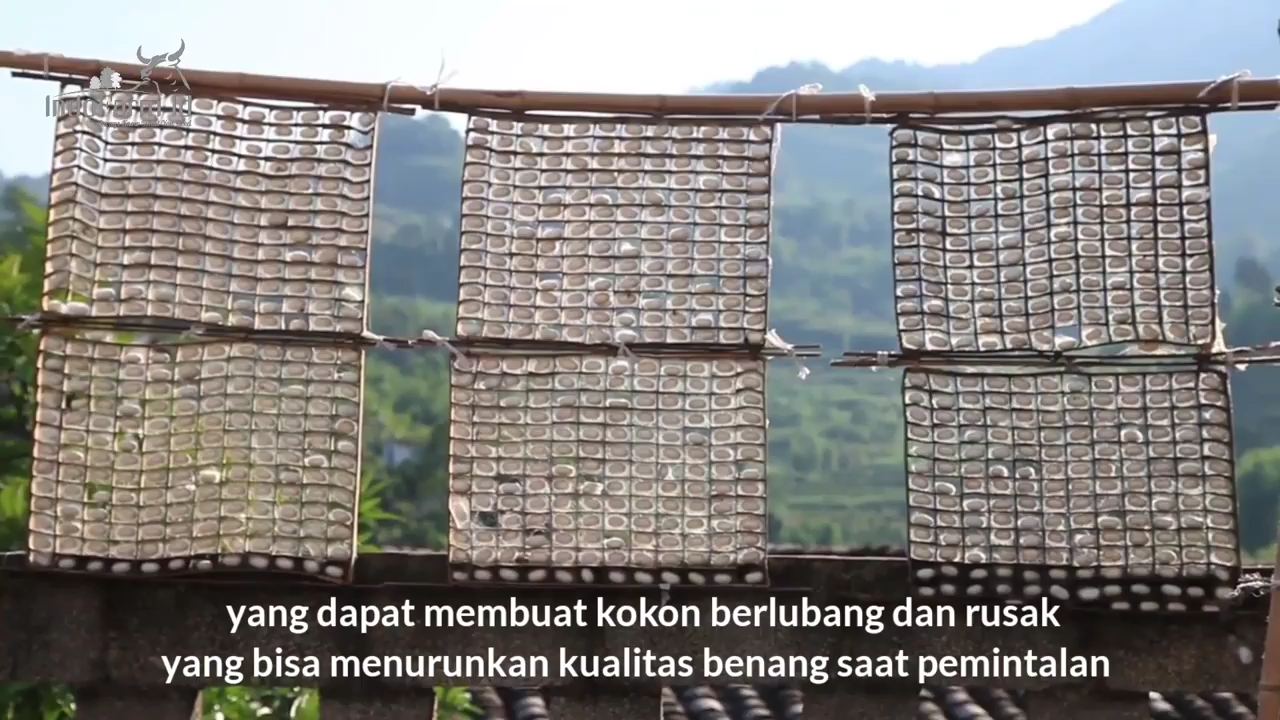 yang dapat membuat kokon berlubang dan rusak
yang bisa menurunkan kualitas benang saat pemintalan